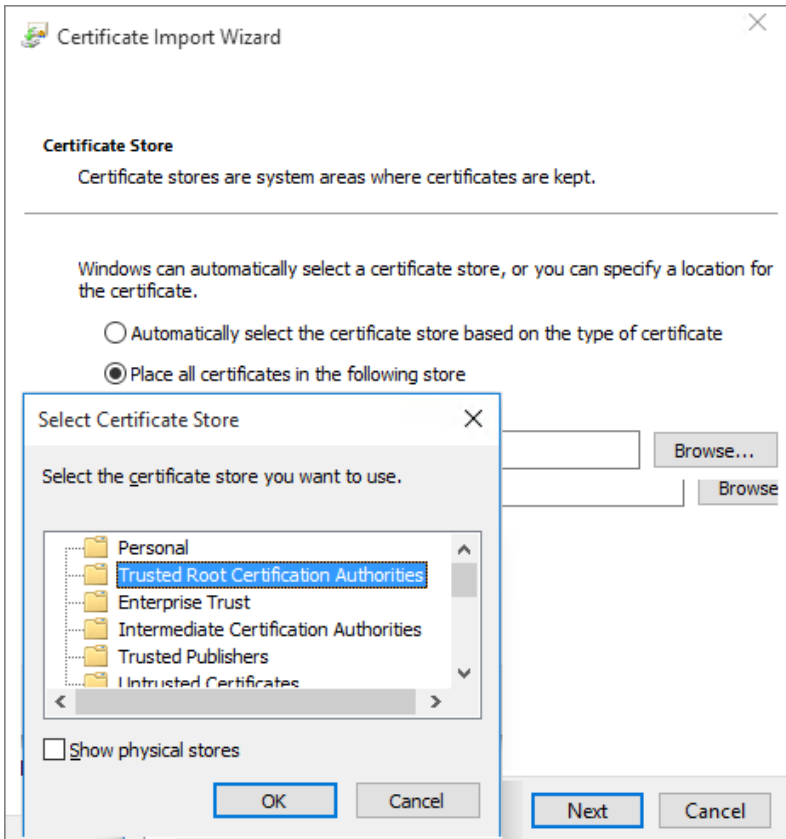 Certificate Import Wizard
Certificate Store
Certificate stores are system areas where certificates are kept.
Windows can automatically select a certificate store, or you can specify a location for
the certificate.
Automatically select the certificate store based on the type of certificate
Place all certificates in the following store
Select Certificate Store
Browse...
Browse
Select the certificate store you want to use.
Personal
Trusted Root Certification Authorities
Enterprise Trust
Intermediate Certification Authorities
Trusted Publishers
Untrusted Certificates
Show physical stores
OK
Cancel
Next
Cancel